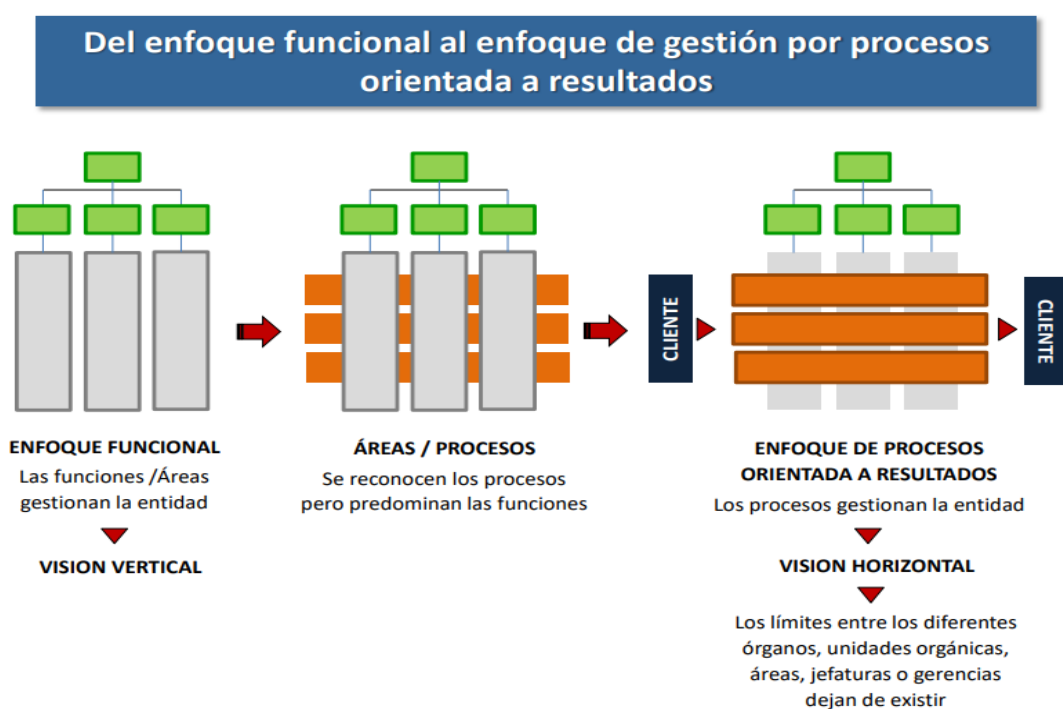 Del enfoque funcional al enfoque de gestión por procesos
orientada a resultados
CLIENTE
CLIENTE
ENFOQUE FUNCIONAL
Las funciones /Áreas
gestionan la entidad
VISION VERTICAL
ÁREAS / PROCESOS
Se reconocen los procesos
pero predominan las funciones
ENFOQUE DE PROCESOS
ORIENTADA A RESULTADOS
Los procesos gestionan la entidad
VISION HORIZONTAL
Los límites entre los diferentes
órganos, unidades orgánicas,
áreas, jefaturas o gerencias
dejan de existir